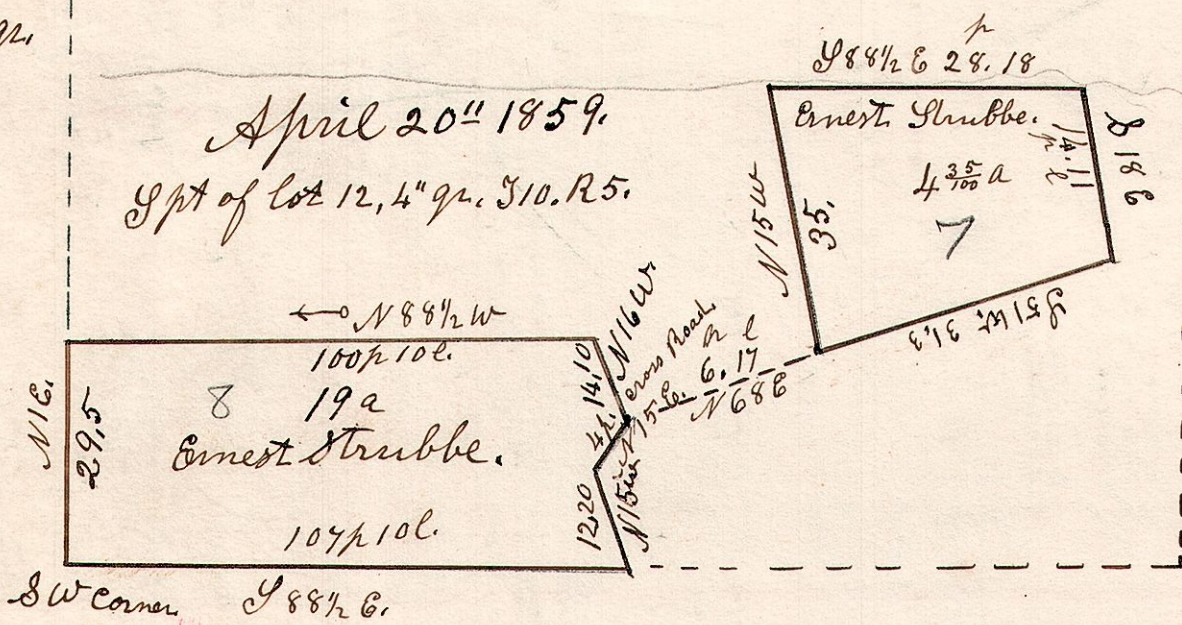 qr.
April 20" 1859.
S pt of lot 12, 4" qr. T10. R5.
p
S88½ E 28.18
Ernest Strubbe.
4 35/100 a
7
14.11
p l
S 18 E
N 15 W
35.
S 51 W. 31,3
N 68 E
R l
6.17
cross Road
N 15 E.
N 16 W.
← N 88½ W
100p 10l.
14.10
4p.
8 19 a
Ernest Strubbe.
N 1 E.
29,5
12,20
N 15 W
107p 10l.
SW Corner. S 88½ E.